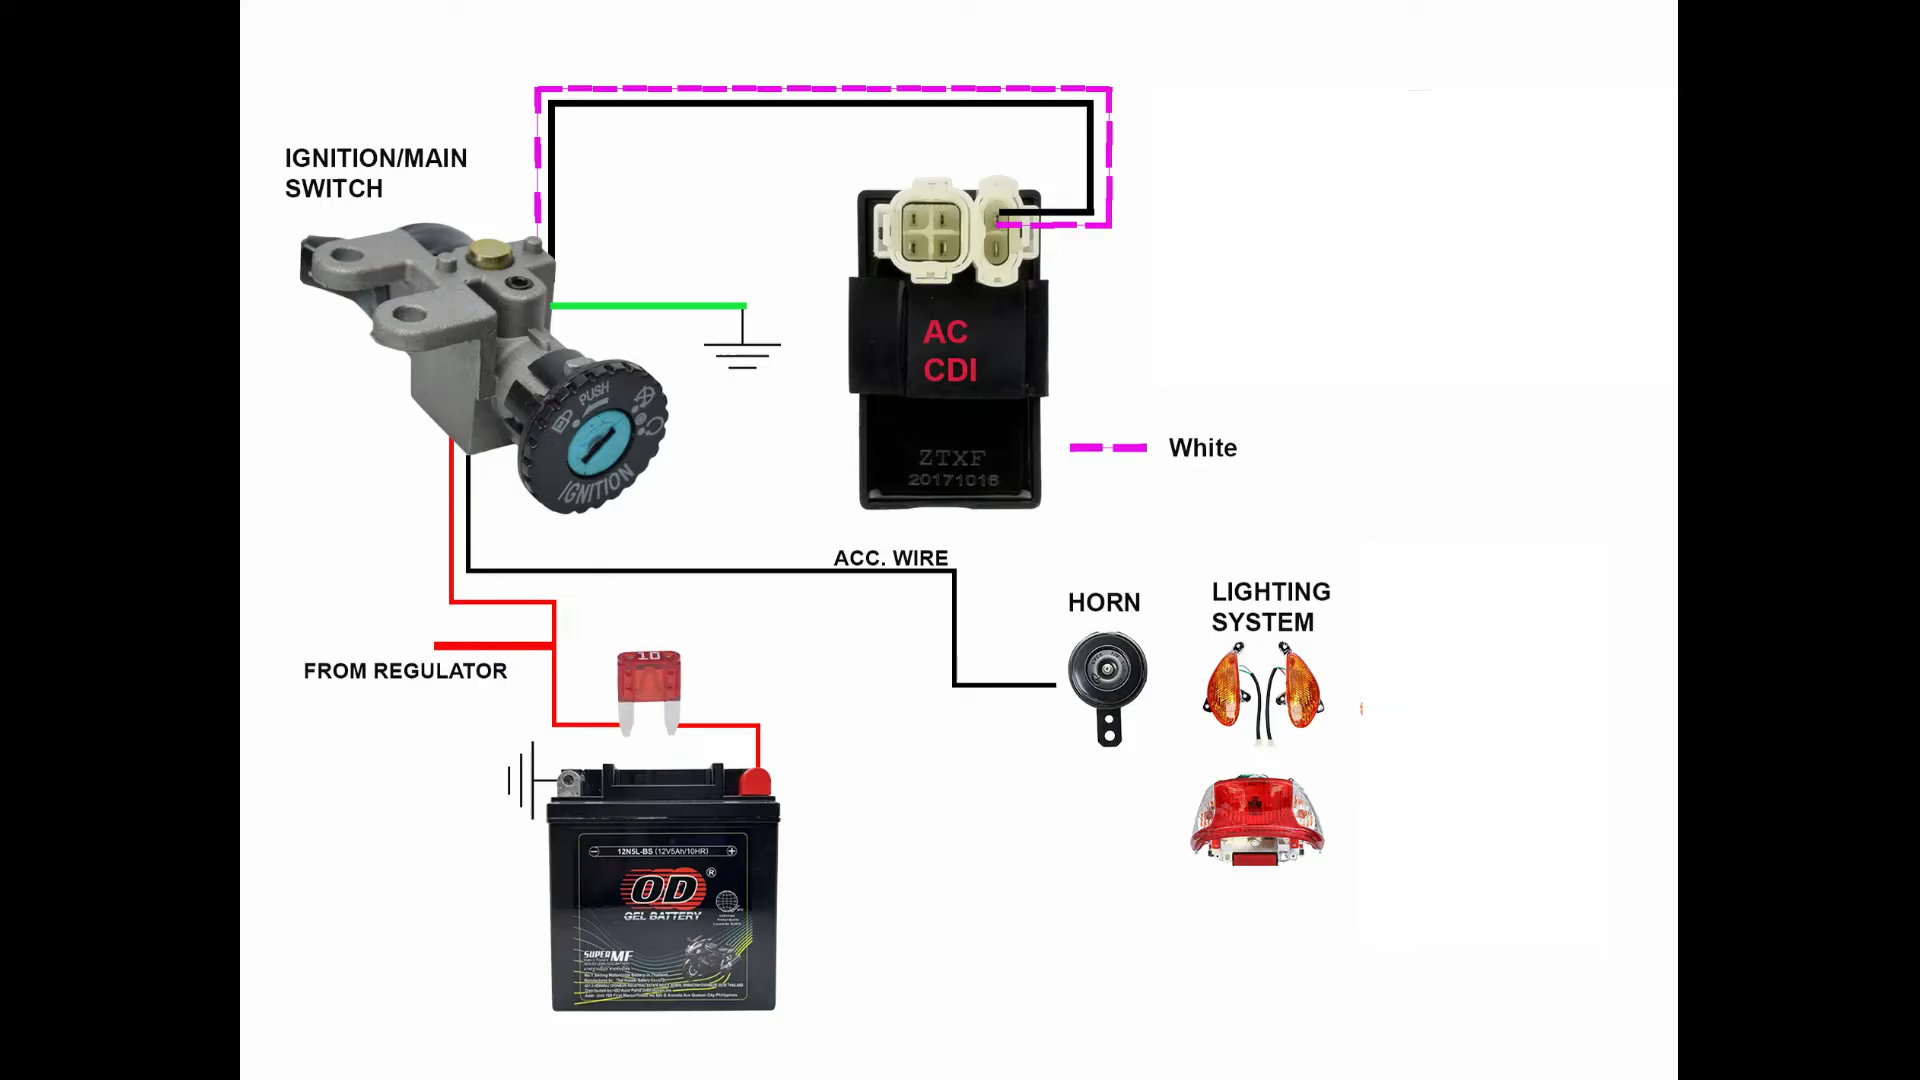 IGNITION/MAIN
SWITCH
PUSH
IGNITION
AC
CDI
ZTXF
20171016
White
ACC. WIRE
HORN
LIGHTING
SYSTEM
FROM REGULATOR
10
12N5L-BS (12V5Ah/10HR)
OD
®
GEL BATTERY
SUPER MF